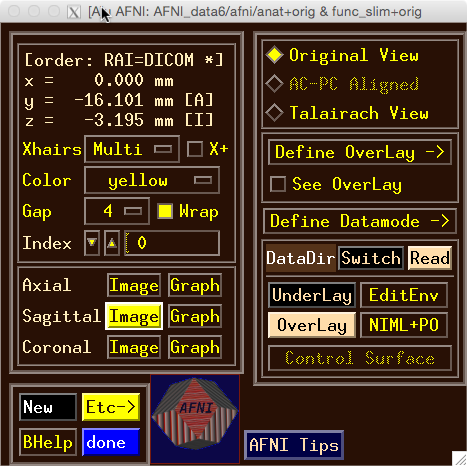 [A] AFNI: AFNI_data6/afni/anat+orig & func_slim+orig
[order: RAI=DICOM *]
x = 0.000 mm
y = -16.101 mm [A]
z = -3.195 mm [I]
Xhairs Multi X+
Color yellow
Gap 4 Wrap
Index 0
Axial Image Graph
Sagittal Image Graph
Coronal Image Graph
New Etc->
BHelp done
AFNI
Original View
AC-PC Aligned
Talairach View
Define OverLay ->
See OverLay
Define Datamode ->
DataDir Switch Read
UnderLay EditEnv
OverLay NIML+PO
Control Surface
AFNI Tips